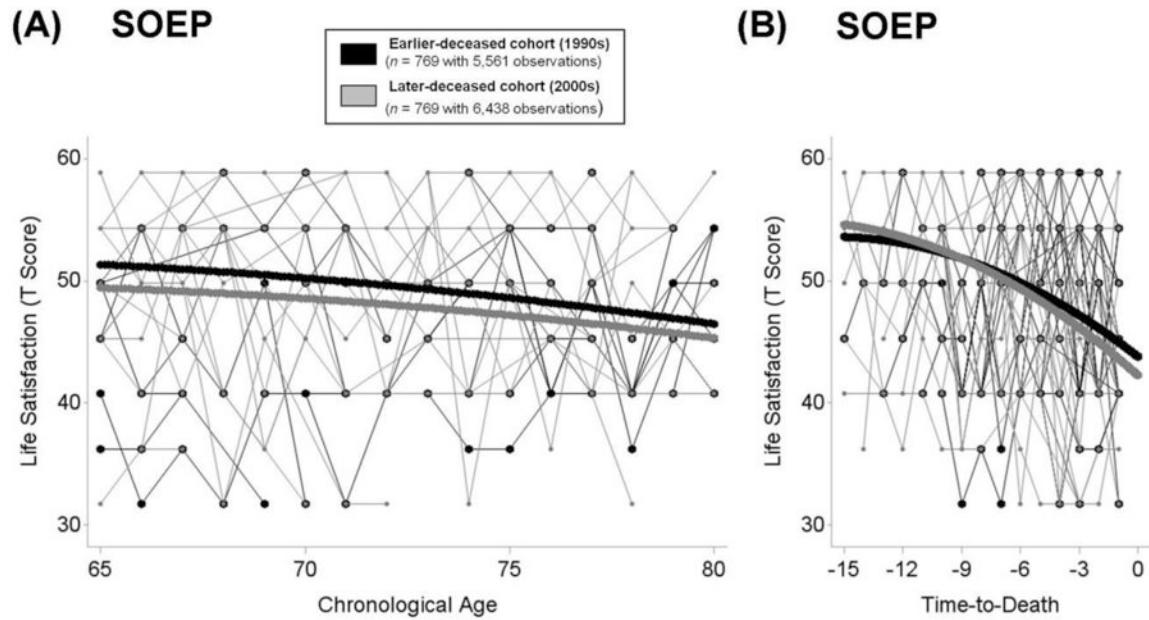 (A) SOEP
(B) SOEP
Earlier-deceased cohort (1990s)
(n = 769 with 5,561 observations)
Later-deceased cohort (2000s)
(n = 769 with 6,438 observations)
Life Satisfaction (T Score)
60
50
40
30
65 70 75 80
Chronological Age
Life Satisfaction (T Score)
60
50
40
30
-15 -12 -9 -6 -3 0
Time-to-Death